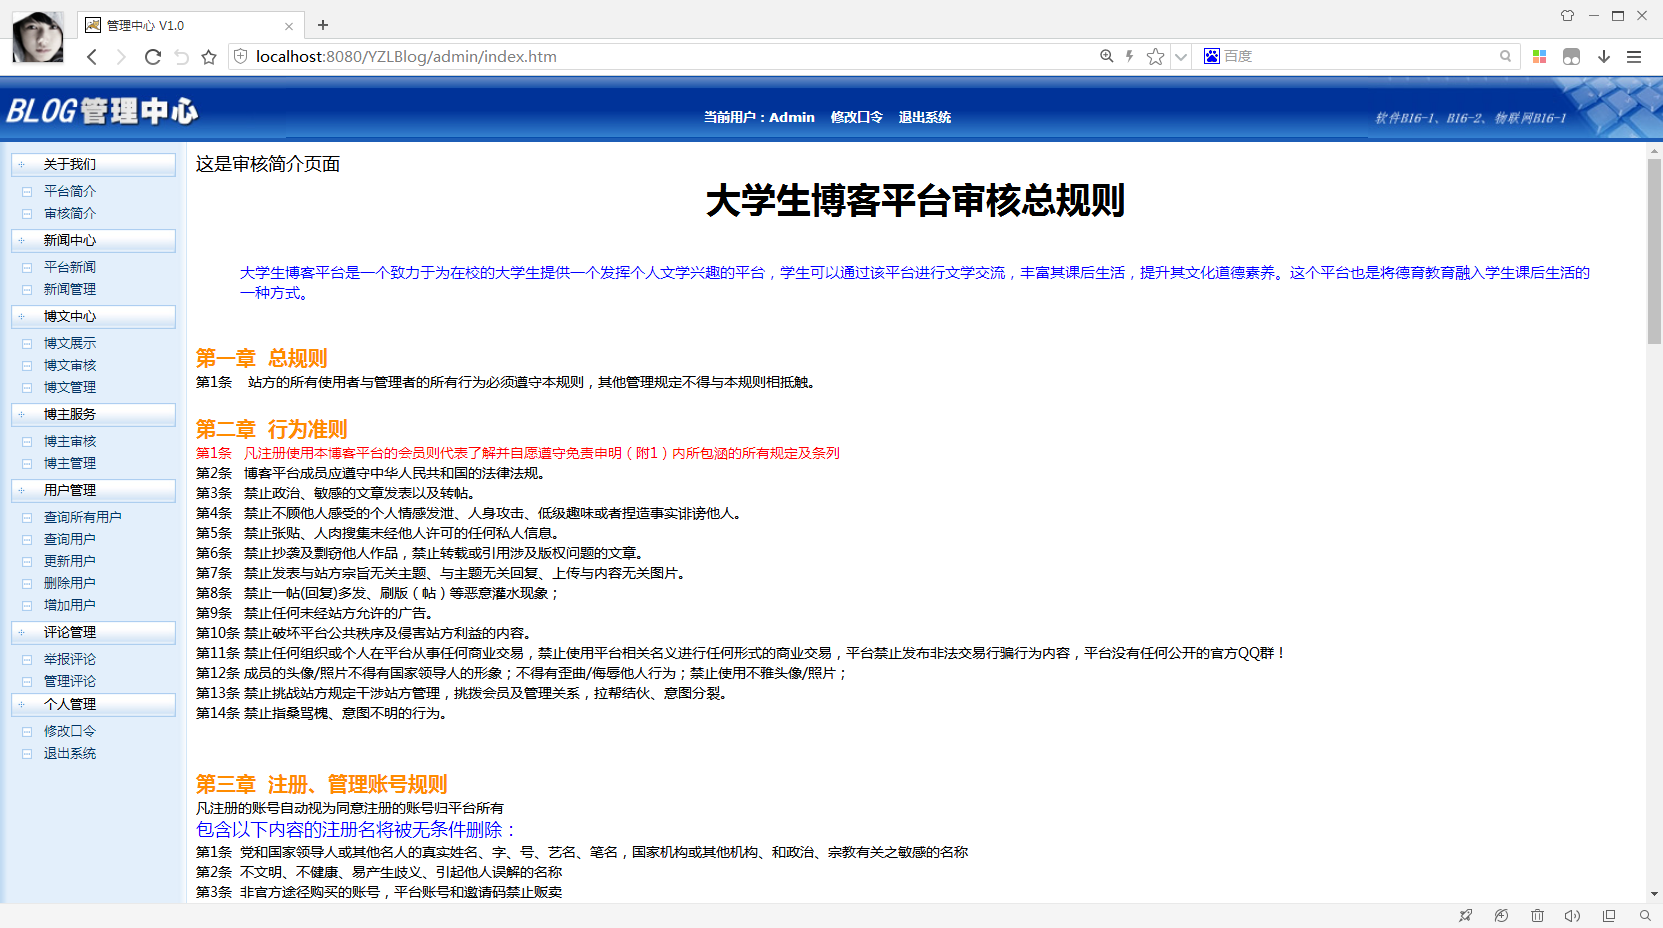 管理中心 V1.0
localhost:8080/YZLBlog/admin/index.htm
百度
BLOG管理中心
当前用户：Admin 修改口令 退出系统
软件B16-1、B16-2、物联网B16-1
关于我们
平台简介
审核简介
新闻中心
平台新闻
新闻管理
博文中心
博文展示
博文审核
博文管理
博主服务
博主审核
博主管理
用户管理
查询所有用户
查询用户
更新用户
删除用户
增加用户
评论管理
举报评论
管理评论
个人管理
修改口令
退出系统
这是审核简介页面
大学生博客平台审核总规则
大学生博客平台是一个致力于为在校的大学生提供一个发挥个人文学兴趣的平台，学生可以通过该平台进行文学交流，丰富其课后生活，提升其文化道德素养。这个平台也是将德育教育融入学生课后生活的
一种方式。
第一章 总规则
第1条 站方的所有使用者与管理者的所有行为必须遵守本规则，其他管理规定不得与本规则相抵触。
第二章 行为准则
第1条 凡注册使用本博客平台的会员则代表了解并自愿遵守免责申明（附1）内所包涵的所有规定及条列
第2条 博客平台成员应遵守中华人民共和国的法律法规。
第3条 禁止政治、敏感的文章发表以及转帖。
第4条 禁止不顾他人感受的个人情感发泄、人身攻击、低级趣味或者捏造事实诽谤他人。
第5条 禁止张贴、人肉搜集未经他人许可的任何私人信息。
第6条 禁止抄袭及剽窃他人作品，禁止转载或引用涉及版权问题的文章。
第7条 禁止发表与站方宗旨无关主题、与主题无关回复、上传与内容无关图片。
第8条 禁止一帖(回复)多发、刷版（帖）等恶意灌水现象；
第9条 禁止任何未经站方允许的广告。
第10条 禁止破坏平台公共秩序及侵害站方利益的内容。
第11条 禁止任何组织或个人在平台从事任何商业交易，禁止使用平台相关名义进行任何形式的商业交易，平台禁止发布非法交易行骗行为内容，平台没有任何公开的官方QQ群！
第12条 成员的头像/照片不得有国家领导人的形象；不得有歪曲/侮辱他人行为；禁止使用不雅头像/照片；
第13条 禁止挑战站方规定干涉站方管理，挑拨会员及管理关系，拉帮结伙、意图分裂。
第14条 禁止指桑骂槐、意图不明的行为。
第三章 注册、管理账号规则
凡注册的账号自动视为同意注册的账号归平台所有
包含以下内容的注册名将被无条件删除：
第1条 党和国家领导人或其他名人的真实姓名、字、号、艺名、笔名，国家机构或其他机构、和政治、宗教有关之敏感的名称
第2条 不文明、不健康、易产生歧义、引起他人误解的名称
第3条 非官方途径购买的账号，平台账号和邀请码禁止贩卖